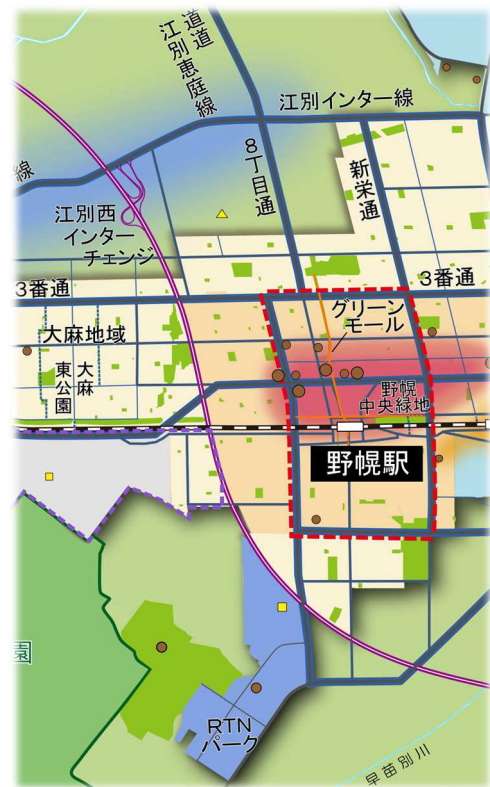 道道
江別恵庭線
江別インター線
線
8丁目通
新栄通
江別西
インター
チェンジ
3番通
3番通
グリーン
モール
大麻地域
大麻
東公園
野幌
中央緑地
野幌駅
園
RTN
パーク
早苗別川